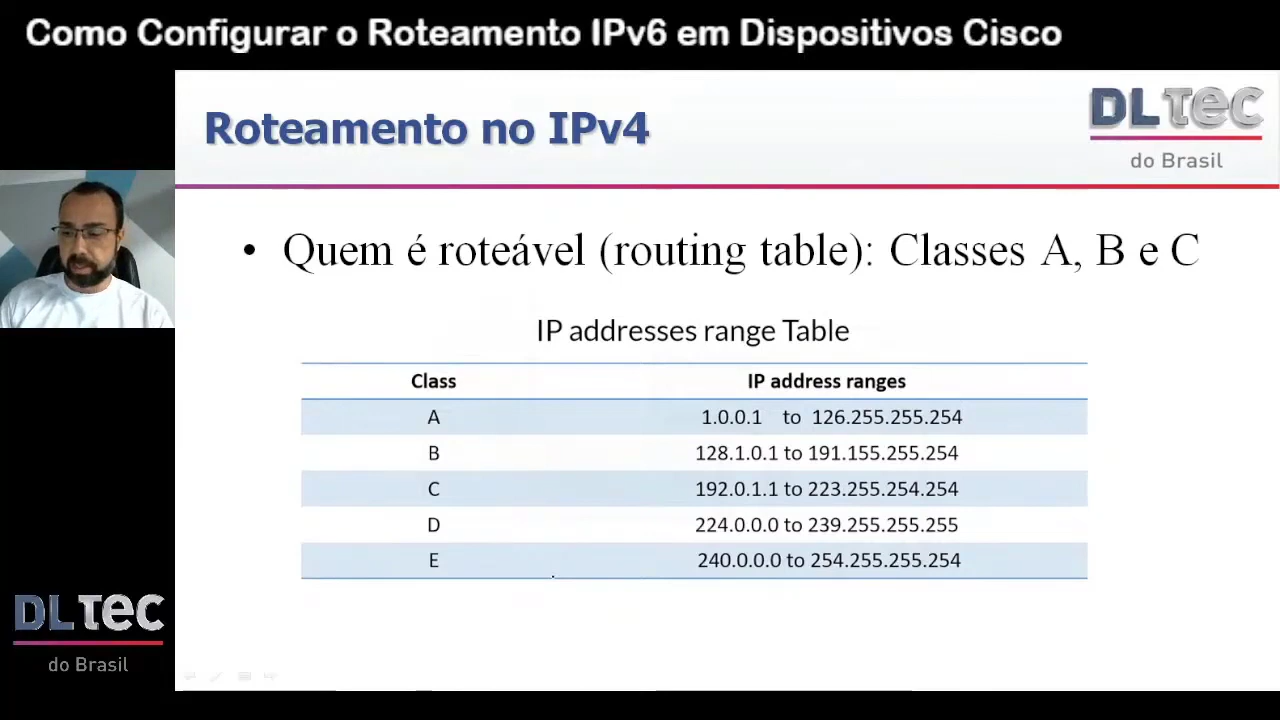 Como Configurar o Roteamento IPv6 em Dispositivos Cisco
Roteamento no IPv4
DLTEC
do Brasil
• Quem é roteável (routing table): Classes A, B e C
IP addresses range Table
Class IP address ranges
A 1.0.0.1 to 126.255.255.254
B 128.1.0.1 to 191.155.255.254
C 192.0.1.1 to 223.255.254.254
D 224.0.0.0 to 239.255.255.255
E 240.0.0.0 to 254.255.255.254
DLTEC
do Brasil